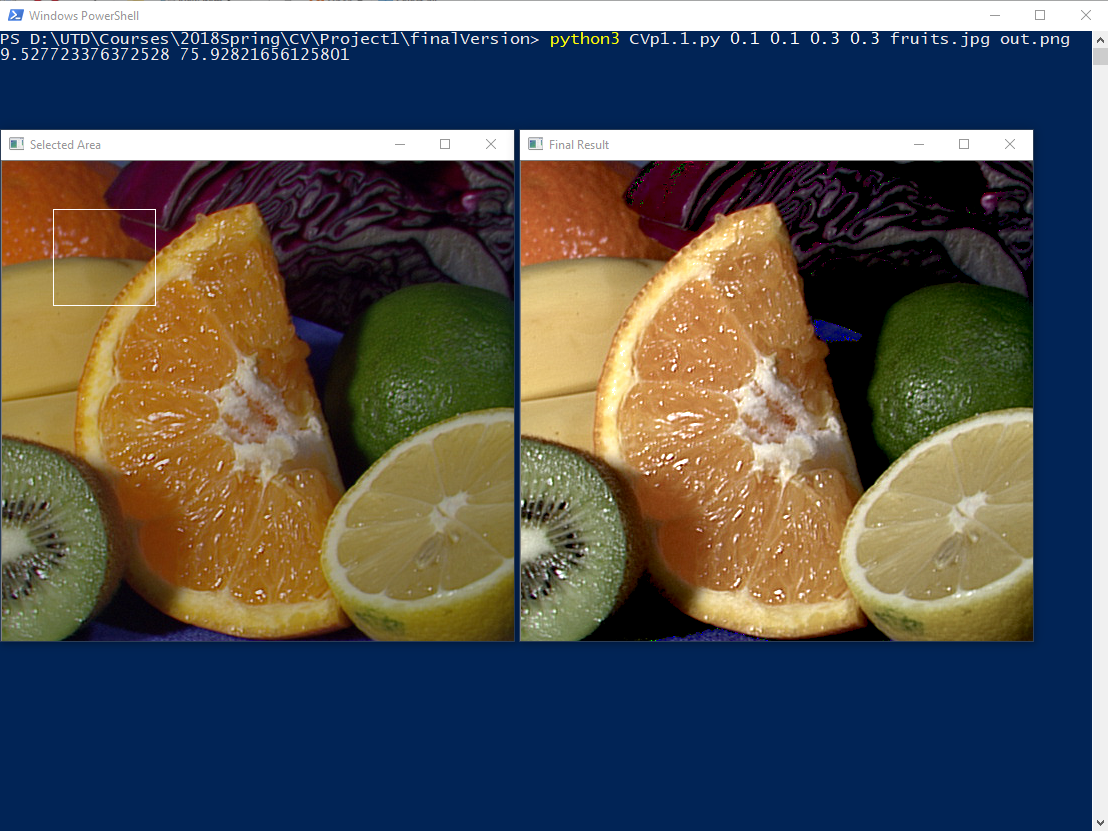 Windows PowerShell
PS D:\UTD\Courses\2018Spring\CV\Project1\finalVersion> python3 CVp1.1.py 0.1 0.1 0.3 0.3 fruits.jpg out.png
9.527723376372528 75.92821656125801
Selected Area
Final Result